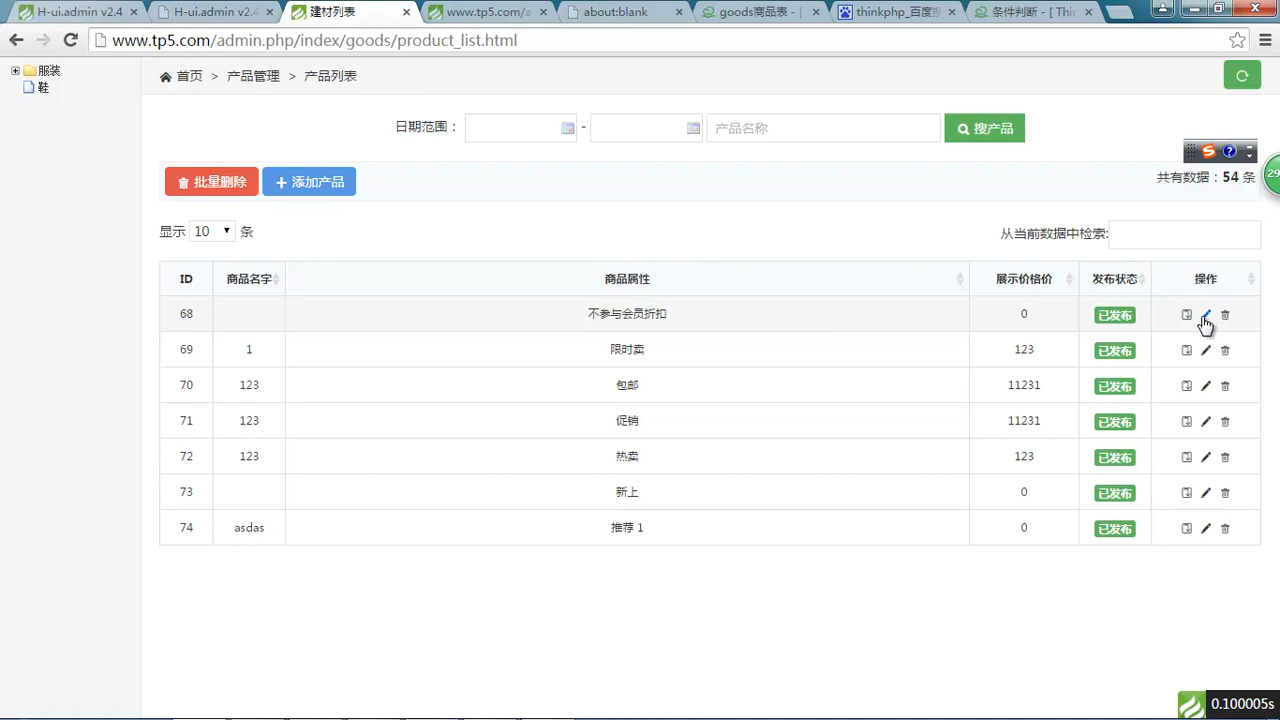 H-ui.admin v2.4
H-ui.admin v2.4
建材列表
www.tp5.com/a
about:blank
goods商品表 - [
thinkphp_百度搜
条件判断 - [ Thin
www.tp5.com/admin.php/index/goods/product_list.html
服装
鞋
首页 > 产品管理 > 产品列表
日期范围： - 产品名称 搜产品
批量删除 添加产品
共有数据：54 条
29
显示 10 条
从当前数据中检索:
ID 商品名字 商品属性 展示价格价 发布状态 操作
68 不参与会员折扣 0 已发布
69 1 限时卖 123 已发布
70 123 包邮 11231 已发布
71 123 促销 11231 已发布
72 123 热卖 123 已发布
73 新上 0 已发布
74 asdas 推荐 1 0 已发布
0.100005s